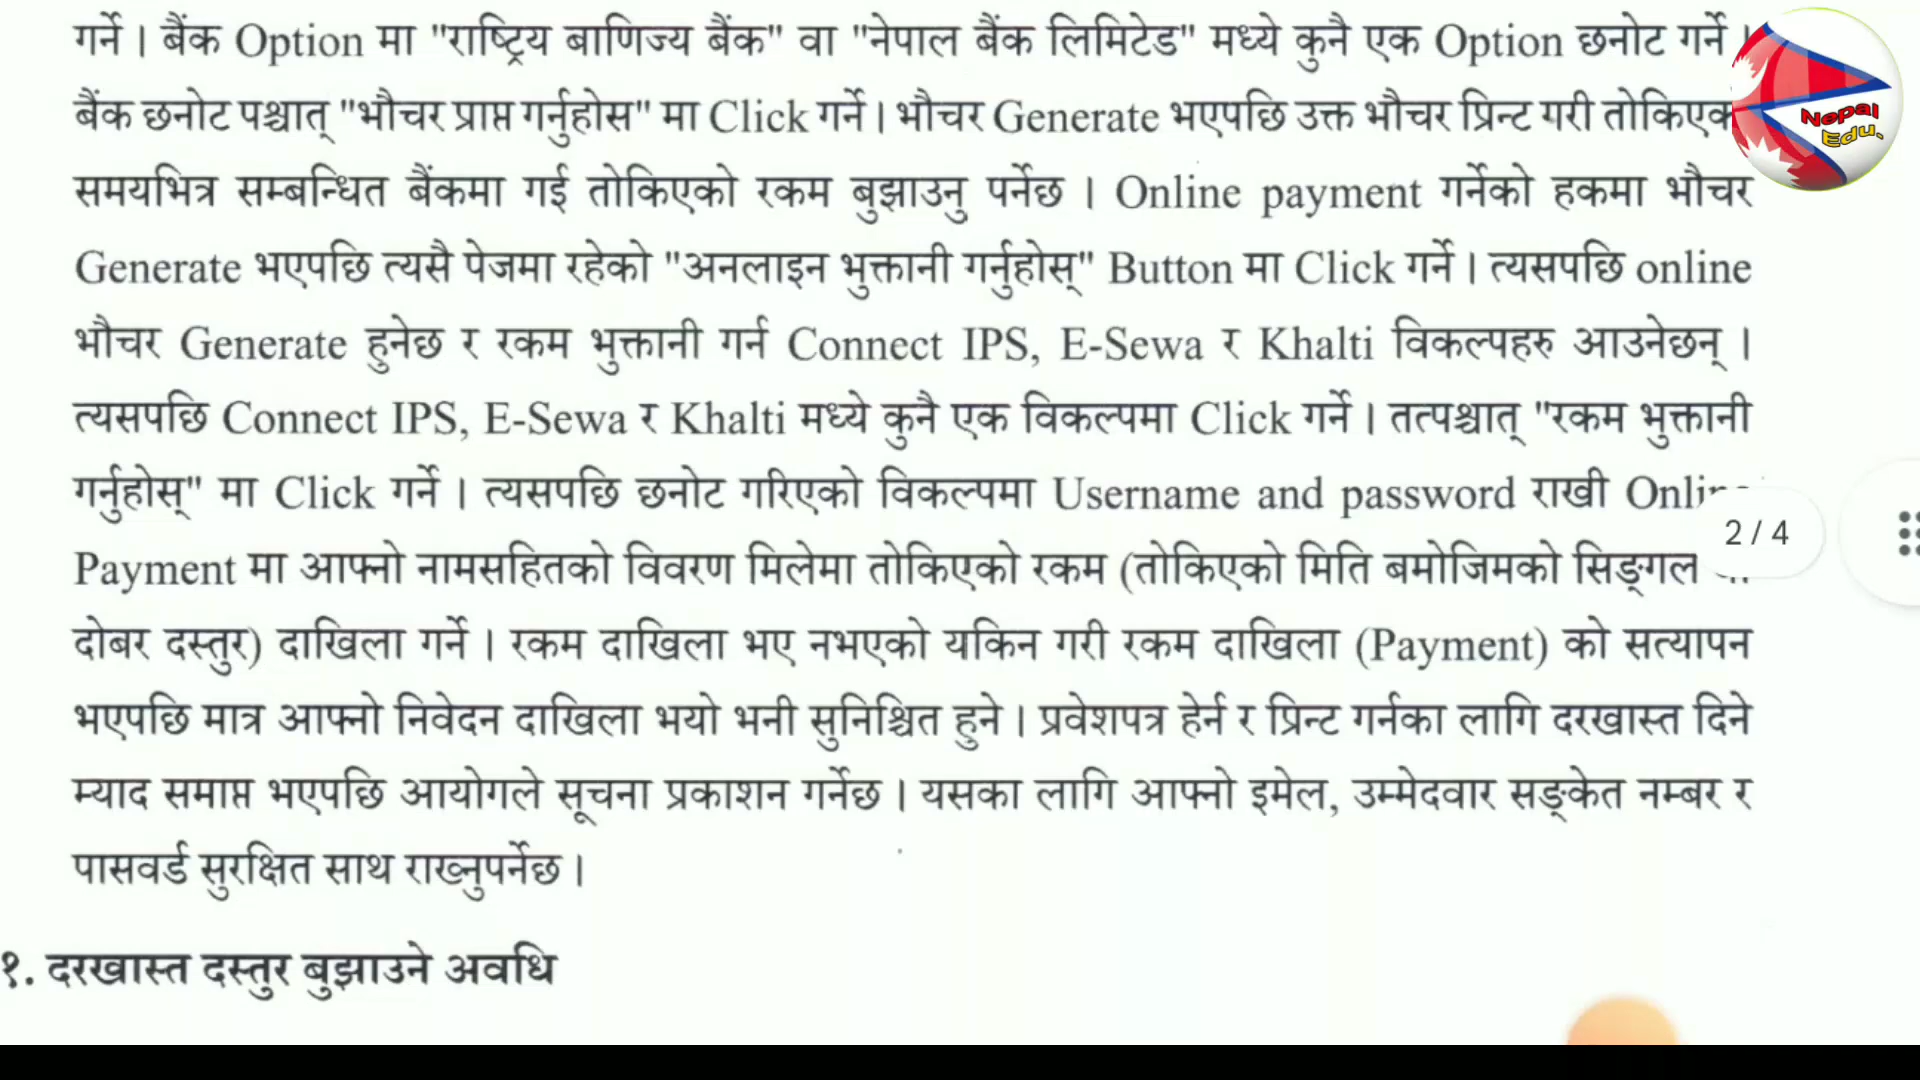 गर्ने । बैंक Option मा "राष्ट्रिय बाणिज्य बैंक" वा "नेपाल बैंक लिमिटेड" मध्ये कुनै एक Option छनोट गर्ने ।
बैंक छनोट पश्चात् "भौचर प्राप्त गर्नुहोस" मा Click गर्ने । भौचर Generate भएपछि उक्त भौचर प्रिन्ट गरी
समयभित्र सम्बन्धित बैंकमा गई तोकिएको रकम बुझाउनु पर्नेछ । Online payment गर्नेको हकमा भौचर
Generate भएपछि त्यसै पेजमा रहेको "अनलाइन भुक्तानी गर्नुहोस्" Button मा Click गर्ने । त्यसपछि online
भौचर Generate हुनेछ र रकम भुक्तानी गर्न Connect IPS, E-Sewa र Khalti विकल्पहरु आउनेछन् ।
त्यसपछि Connect IPS, E-Sewa र Khalti मध्ये कुनै एक विकल्पमा Click गर्ने । तत्पश्चात् "रकम भुक्तानी
गर्नुहोस्" मा Click गर्ने । त्यसपछि छनोट गरिएको विकल्पमा Username and password राखी
Payment मा आफ्नो नामसहितको विवरण मिलेमा तोकिएको रकम (तोकिएको मिति बमोजिमको सिङ्गल
दोबर दस्तुर) दाखिला गर्ने । रकम दाखिला भए नभएको यकिन गरी रकम दाखिला (Payment) को सत्यापन
भएपछि मात्र आफ्नो निवेदन दाखिला भयो भनी सुनिश्चित हुने । प्रवेशपत्र हेर्न र प्रिन्ट गर्नका लागि दरखास्त दिने
म्याद समाप्त भएपछि आयोगले सूचना प्रकाशन गर्नेछ । यसका लागि आफ्नो इमेल, उम्मेदवार सङ्केत नम्बर र
पासवर्ड सुरक्षित साथ राख्नुपर्नेछ ।
१. दरखास्त दस्तुर बुझाउने अवधि
Nepal
Edu.
2 / 4